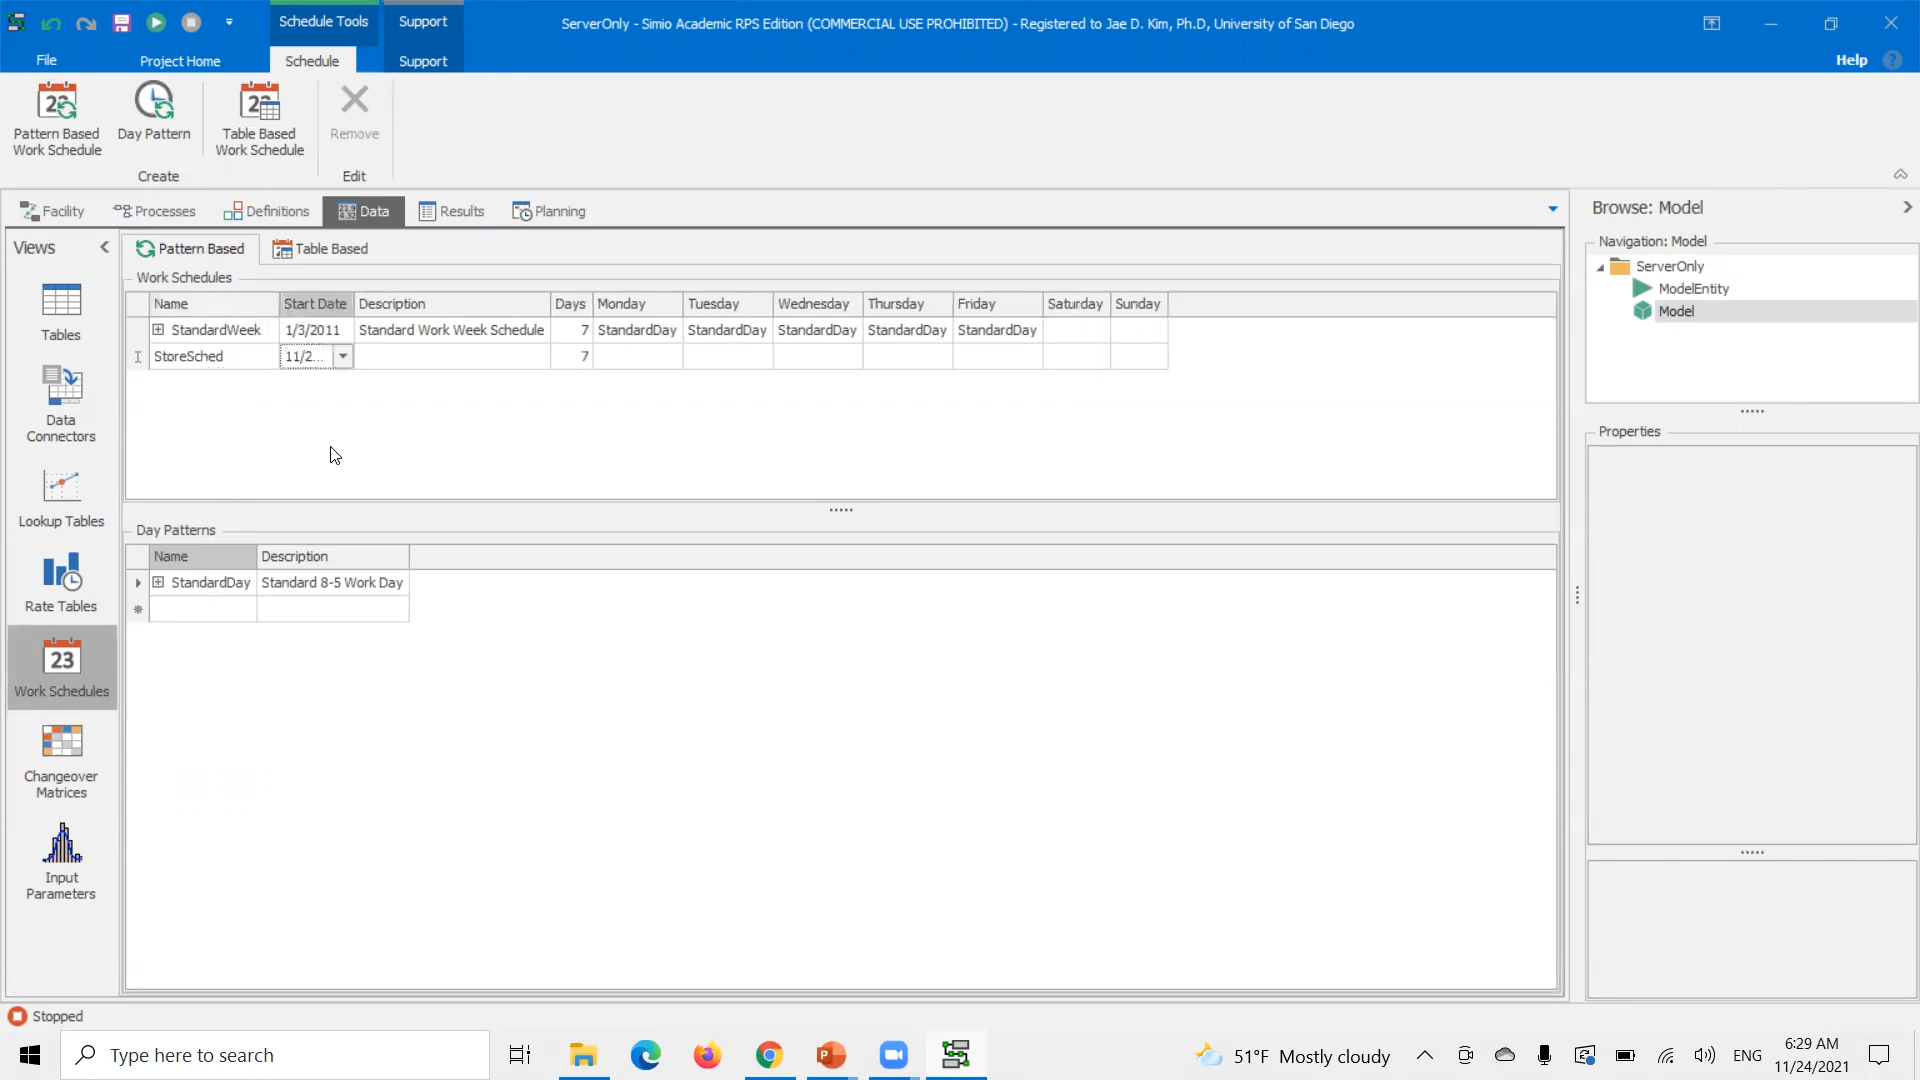 Schedule Tools
Support
ServerOnly - Simio Academic RPS Edition (COMMERCIAL USE PROHIBITED) - Registered to Jae D. Kim, Ph.D, University of San Diego
File
Project Home
Schedule
Support
Help
Pattern Based
Work Schedule
Day Pattern
Table Based
Work Schedule
Remove
Create
Edit
Facility
Processes
Definitions
Data
Results
Planning
Browse: Model
Views
Pattern Based
Table Based
Navigation: Model
ServerOnly
ModelEntity
Model
Work Schedules
Name Start Date Description Days Monday Tuesday Wednesday Thursday Friday Saturday Sunday
StandardWeek 1/3/2011 Standard Work Week Schedule 7 StandardDay StandardDay StandardDay StandardDay StandardDay
StoreSched 11/2... 7
Tables
Data
Connectors
Lookup Tables
Rate Tables
23
Work Schedules
Changeover
Matrices
Input
Parameters
Properties
Day Patterns
Name Description
StandardDay Standard 8-5 Work Day
Stopped
Type here to search
51°F Mostly cloudy
ENG
6:29 AM
11/24/2021